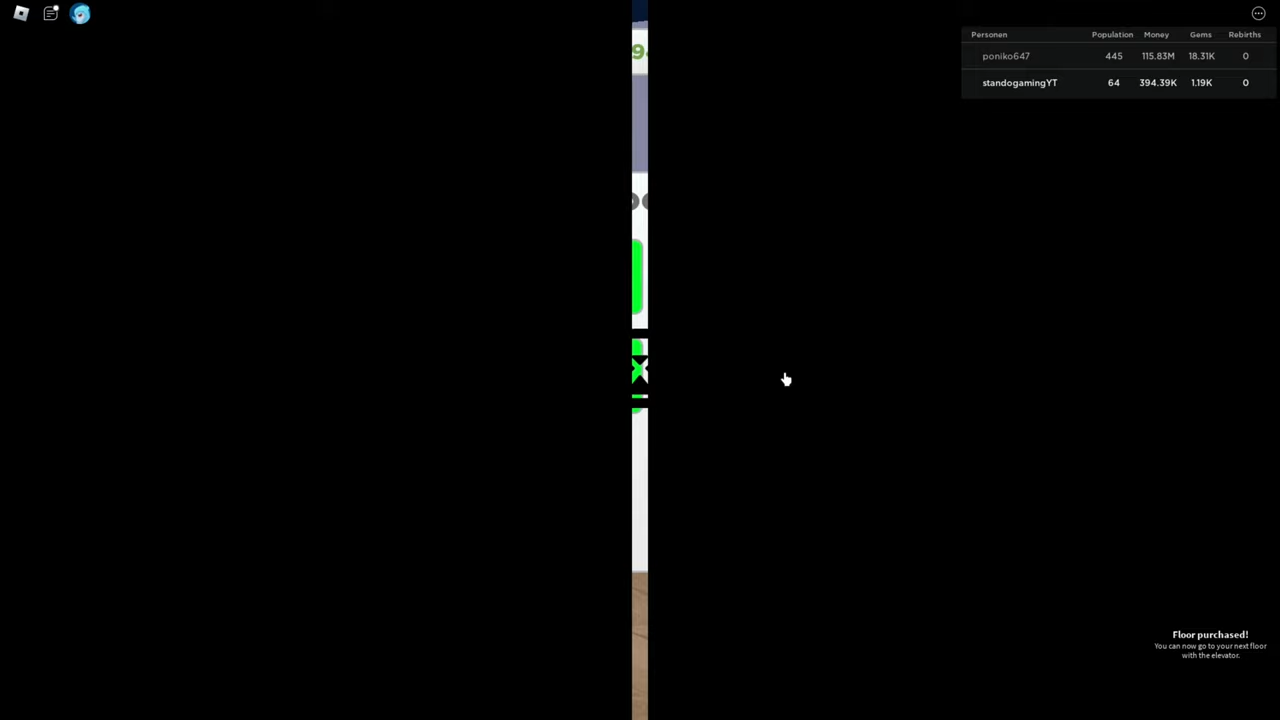 Personen Population Money Gems Rebirths
poniko647 445 115.83M 18.31K 0
standogamingYT 64 394.39K 1.19K 0
9
Floor purchased!
You can now go to your next floor
with the elevator.